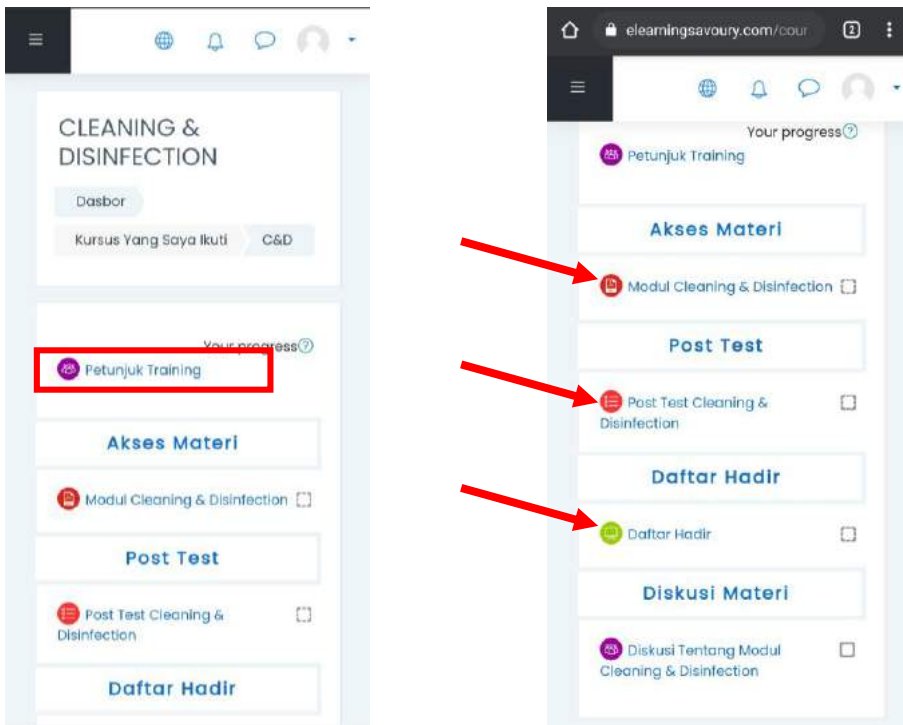 CLEANING &
DISINFECTION
Dasbor
Kursus Yang Saya Ikuti
C&D
Your progress
Petunjuk Training
Akses Materi
Modul Cleaning & Disinfection
Post Test
Post Test Cleaning &
Disinfection
Daftar Hadir
elearningsavoury.com/cour
2
Your progress
Petunjuk Training
Akses Materi
Modul Cleaning & Disinfection
Post Test
Post Test Cleaning &
Disinfection
Daftar Hadir
Daftar Hadir
Diskusi Materi
Diskusi Tentang Modul
Cleaning & Disinfection